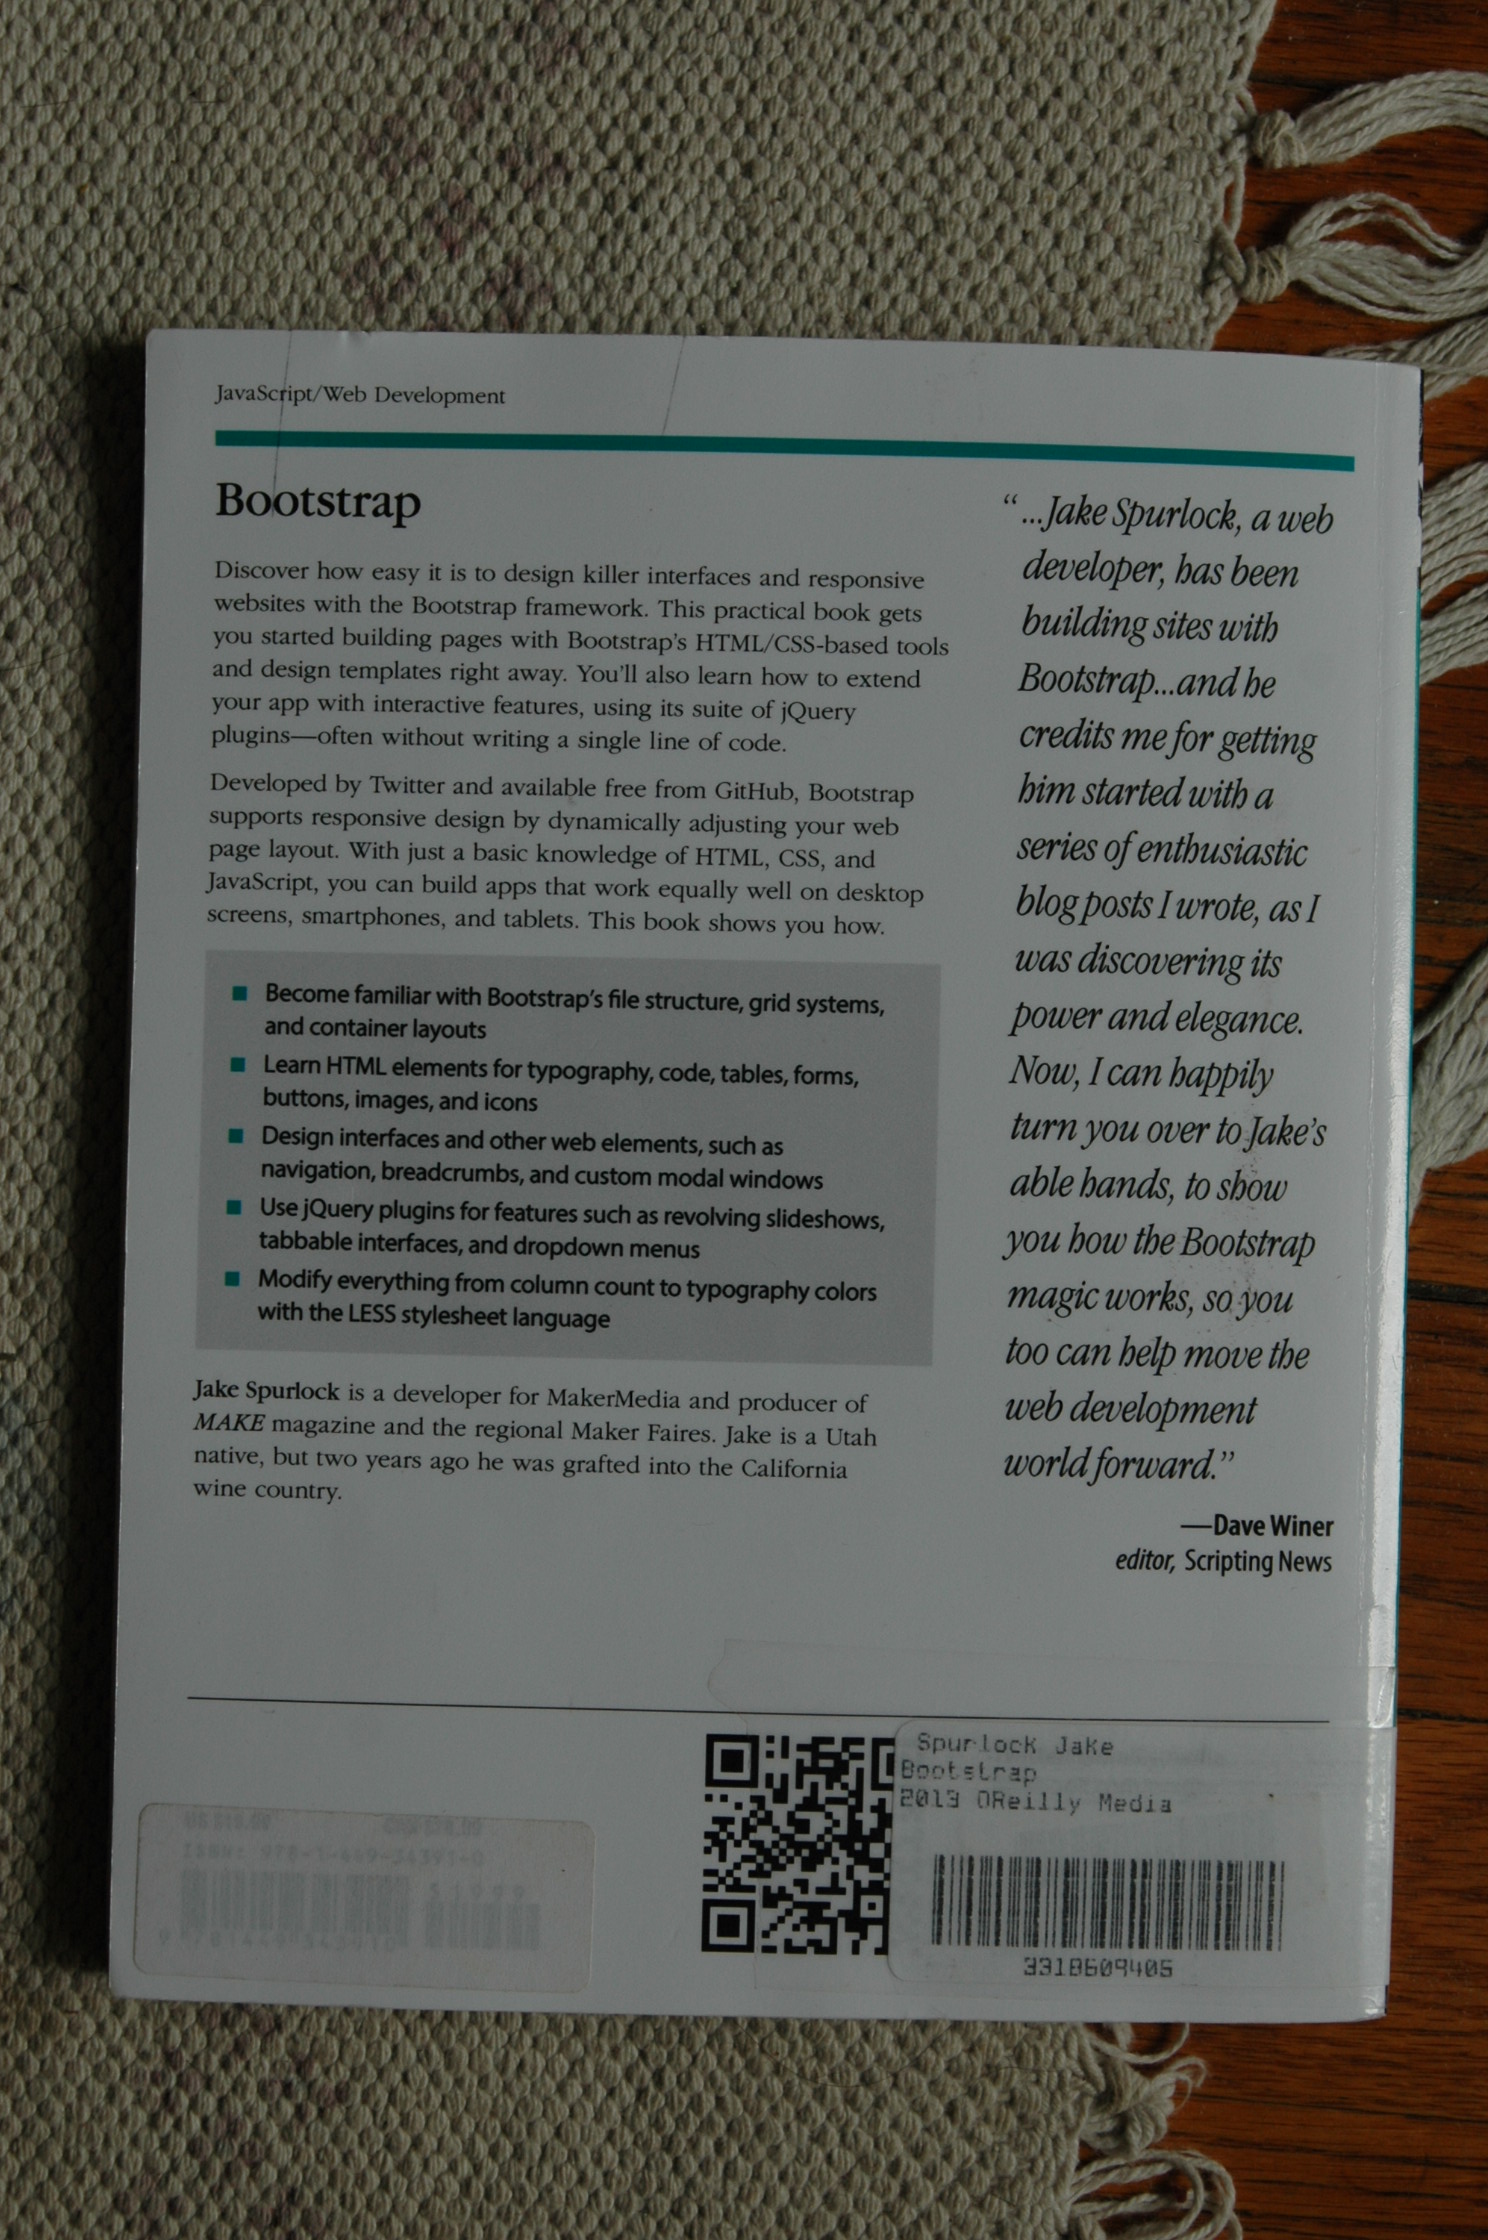 JavaScript/Web Development
Bootstrap
Discover how easy it is to design killer interfaces and responsive
websites with the Bootstrap framework. This practical book gets
you started building pages with Bootstrap's HTML/CSS-based tools
and design templates right away. You'll also learn how to extend
your app with interactive features, using its suite of jQuery
plugins—often without writing a single line of code.
Developed by Twitter and available free from GitHub, Bootstrap
supports responsive design by dynamically adjusting your web
page layout. With just a basic knowledge of HTML, CSS, and
JavaScript, you can build apps that work equally well on desktop
screens, smartphones, and tablets. This book shows you how.
■ Become familiar with Bootstrap's file structure, grid systems,
and container layouts
■ Learn HTML elements for typography, code, tables, forms,
buttons, images, and icons
■ Design interfaces and other web elements, such as
navigation, breadcrumbs, and custom modal windows
■ Use jQuery plugins for features such as revolving slideshows,
tabbable interfaces, and dropdown menus
■ Modify everything from column count to typography colors
with the LESS stylesheet language
Jake Spurlock is a developer for MakerMedia and producer of
MAKE magazine and the regional Maker Faires. Jake is a Utah
native, but two years ago he was grafted into the California
wine country.
“...Jake Spurlock, a web
developer, has been
building sites with
Bootstrap...and he
credits me for getting
him started with a
series of enthusiastic
blog posts I wrote, as I
was discovering its
power and elegance.
Now, I can happily
turn you over to Jake's
able hands, to show
you how the Bootstrap
magic works, so you
too can help move the
web development
world forward.”
—Dave Winer
editor, Scripting News
ISBN: 978-1-449-34391-0
Spurlock Jake
Bootstrap
2013 OReilly Media
3318609405